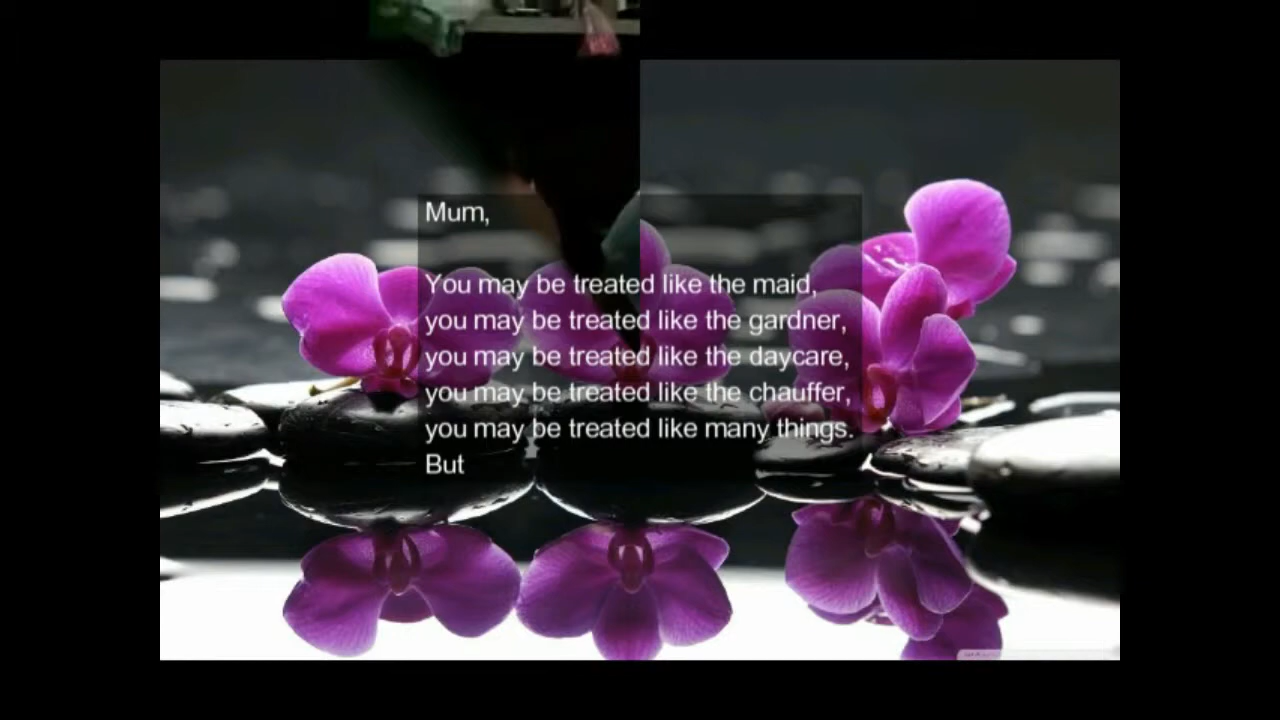 Mum,
You may be treated like the maid,
you may be treated like the gardner,
you may be treated like the daycare,
you may be treated like the chauffer,
you may be treated like many things.
But